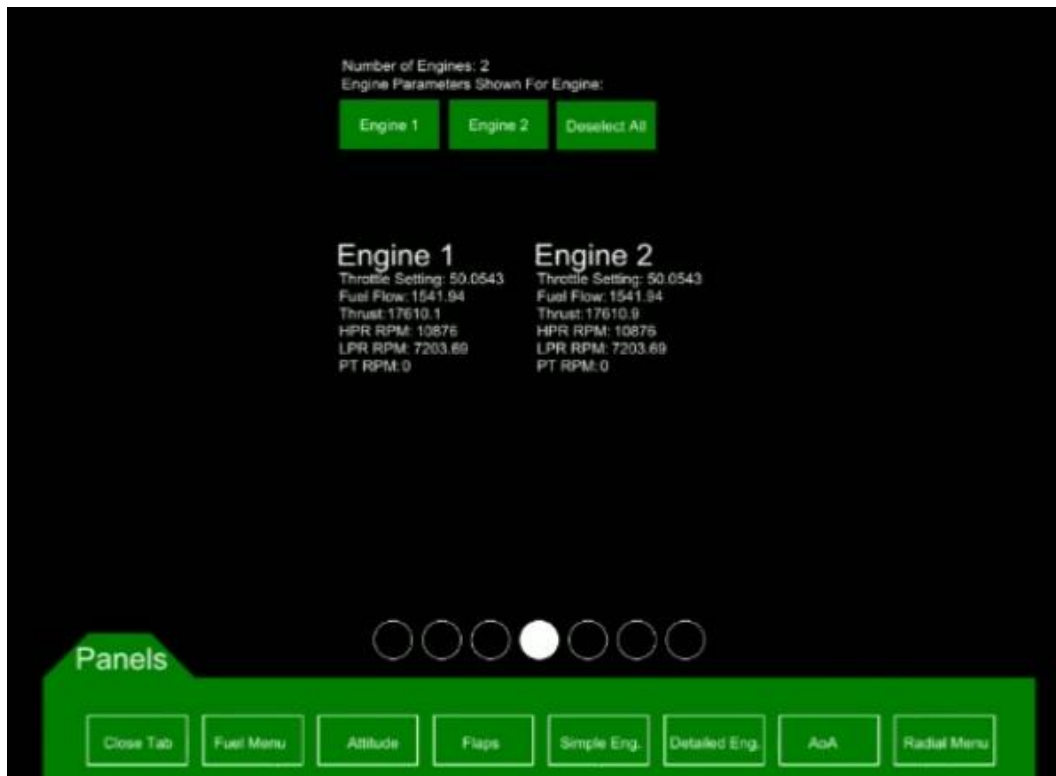 Number of Engines: 2
Engine Parameters Shown For Engine:
Engine 1 Engine 2 Deselect All
Engine 1 Engine 2
Throttle Setting: 50.0543 Throttle Setting: 50.0543
Fuel Flow: 1541.94 Fuel Flow: 1541.94
Thrust: 17610.1 Thrust: 17610.9
HPR RPM: 10876 HPR RPM: 10876
LPR RPM: 7203.69 LPR RPM: 7203.69
PT RPM: 0 PT RPM: 0
Panels
Close Tab Fuel Menu Attitude Flaps Simple Eng. Detailed Eng. AoA Radial Menu